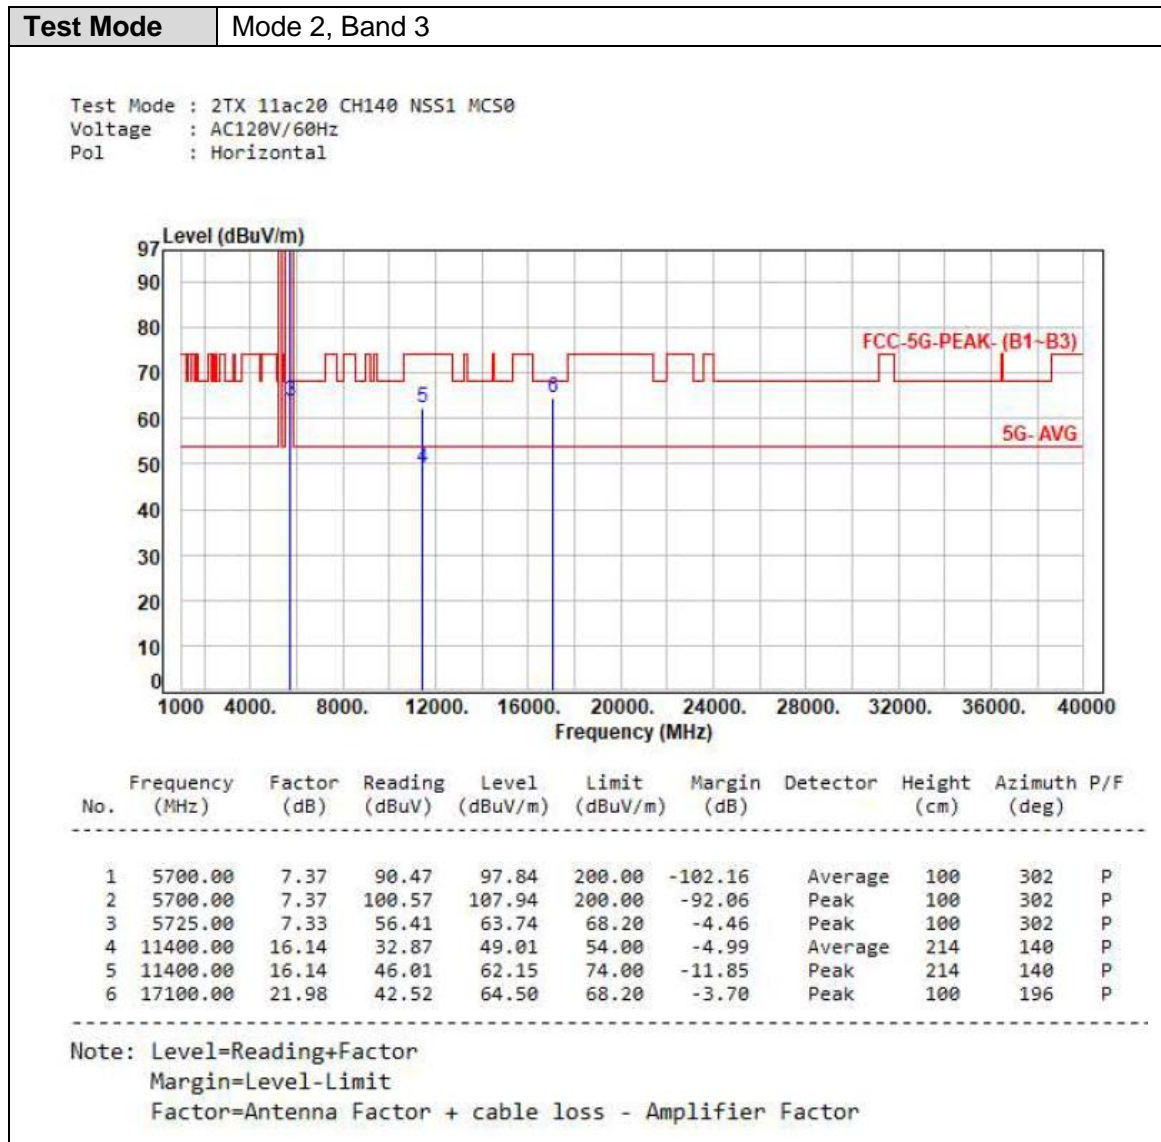 Test Mode Mode 2, Band 3
Test Mode : 2TX 11ac20 CH140 NSS1 MCS0
Voltage : AC120V/60Hz
Pol : Horizontal
Level (dBuV/m)
97
90
80
FCC-5G-PEAK- (B1~B3)
70
3 5 6
60
5G- AVG
50
4
40
30
20
10
0
1000 4000. 8000. 12000. 16000. 20000. 24000. 28000. 32000. 36000. 40000
Frequency (MHz)
Frequency Factor Reading Level Limit Margin Detector Height Azimuth P/F
No. (MHz) (dB) (dBuV) (dBuV/m) (dBuV/m) (dB) (cm) (deg)
1 5700.00 7.37 90.47 97.84 200.00 -102.16 Average 100 302 P
2 5700.00 7.37 100.57 107.94 200.00 -92.06 Peak 100 302 P
3 5725.00 7.33 56.41 63.74 68.20 -4.46 Peak 100 302 P
4 11400.00 16.14 32.87 49.01 54.00 -4.99 Average 214 140 P
5 11400.00 16.14 46.01 62.15 74.00 -11.85 Peak 214 140 P
6 17100.00 21.98 42.52 64.50 68.20 -3.70 Peak 100 196 P
Note: Level=Reading+Factor
Margin=Level-Limit
Factor=Antenna Factor + cable loss - Amplifier Factor